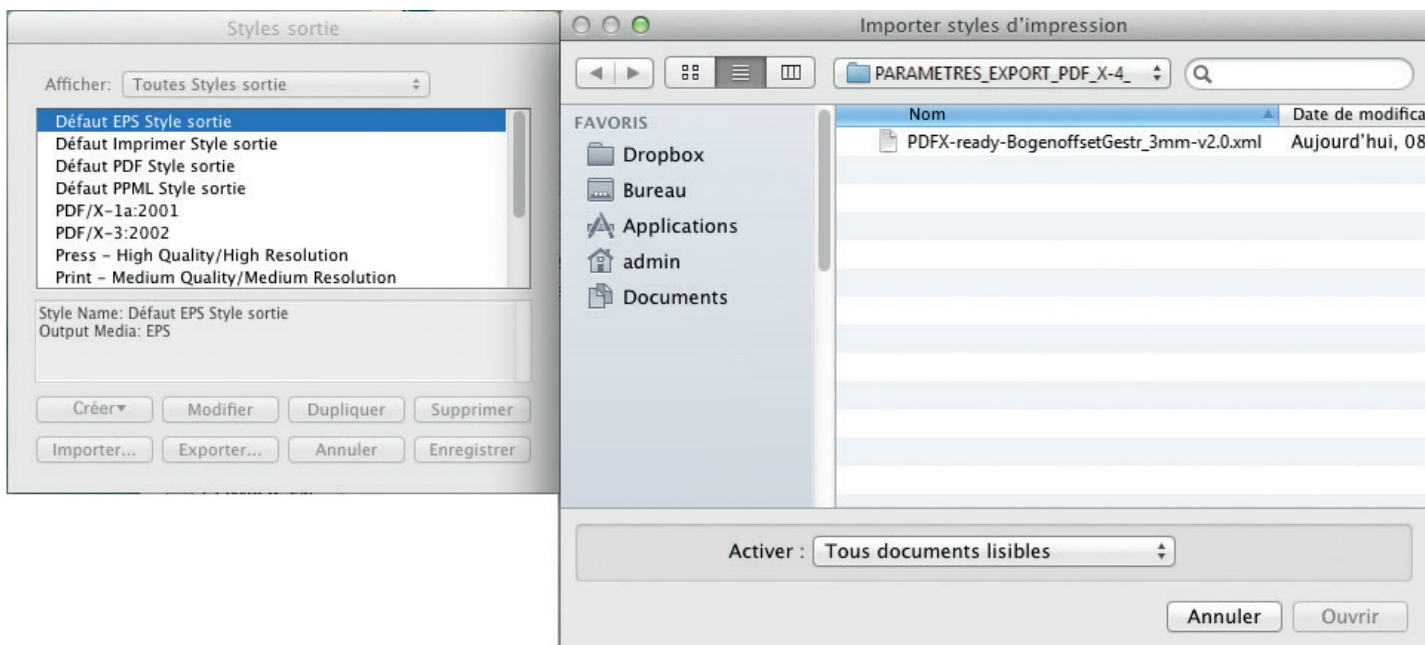 Styles sortie
Afficher: Toutes Styles sortie
Défaut EPS Style sortie
Défaut Imprimer Style sortie
Défaut PDF Style sortie
Défaut PPML Style sortie
PDF/X-1a:2001
PDF/X-3:2002
Press – High Quality/High Resolution
Print – Medium Quality/Medium Resolution
Style Name: Défaut EPS Style sortie
Output Media: EPS
Créer Modifier Dupliquer Supprimer
Importer... Exporter... Annuler Enregistrer
Importer styles d'impression
PARAMETRES_EXPORT_PDF_X-4_
FAVORIS
Dropbox
Bureau
Applications
admin
Documents
Nom Date de modifica
PDFX-ready-BogenoffsetGestr_3mm-v2.0.xml Aujourd'hui, 08
Activer : Tous documents lisibles
Annuler Ouvrir